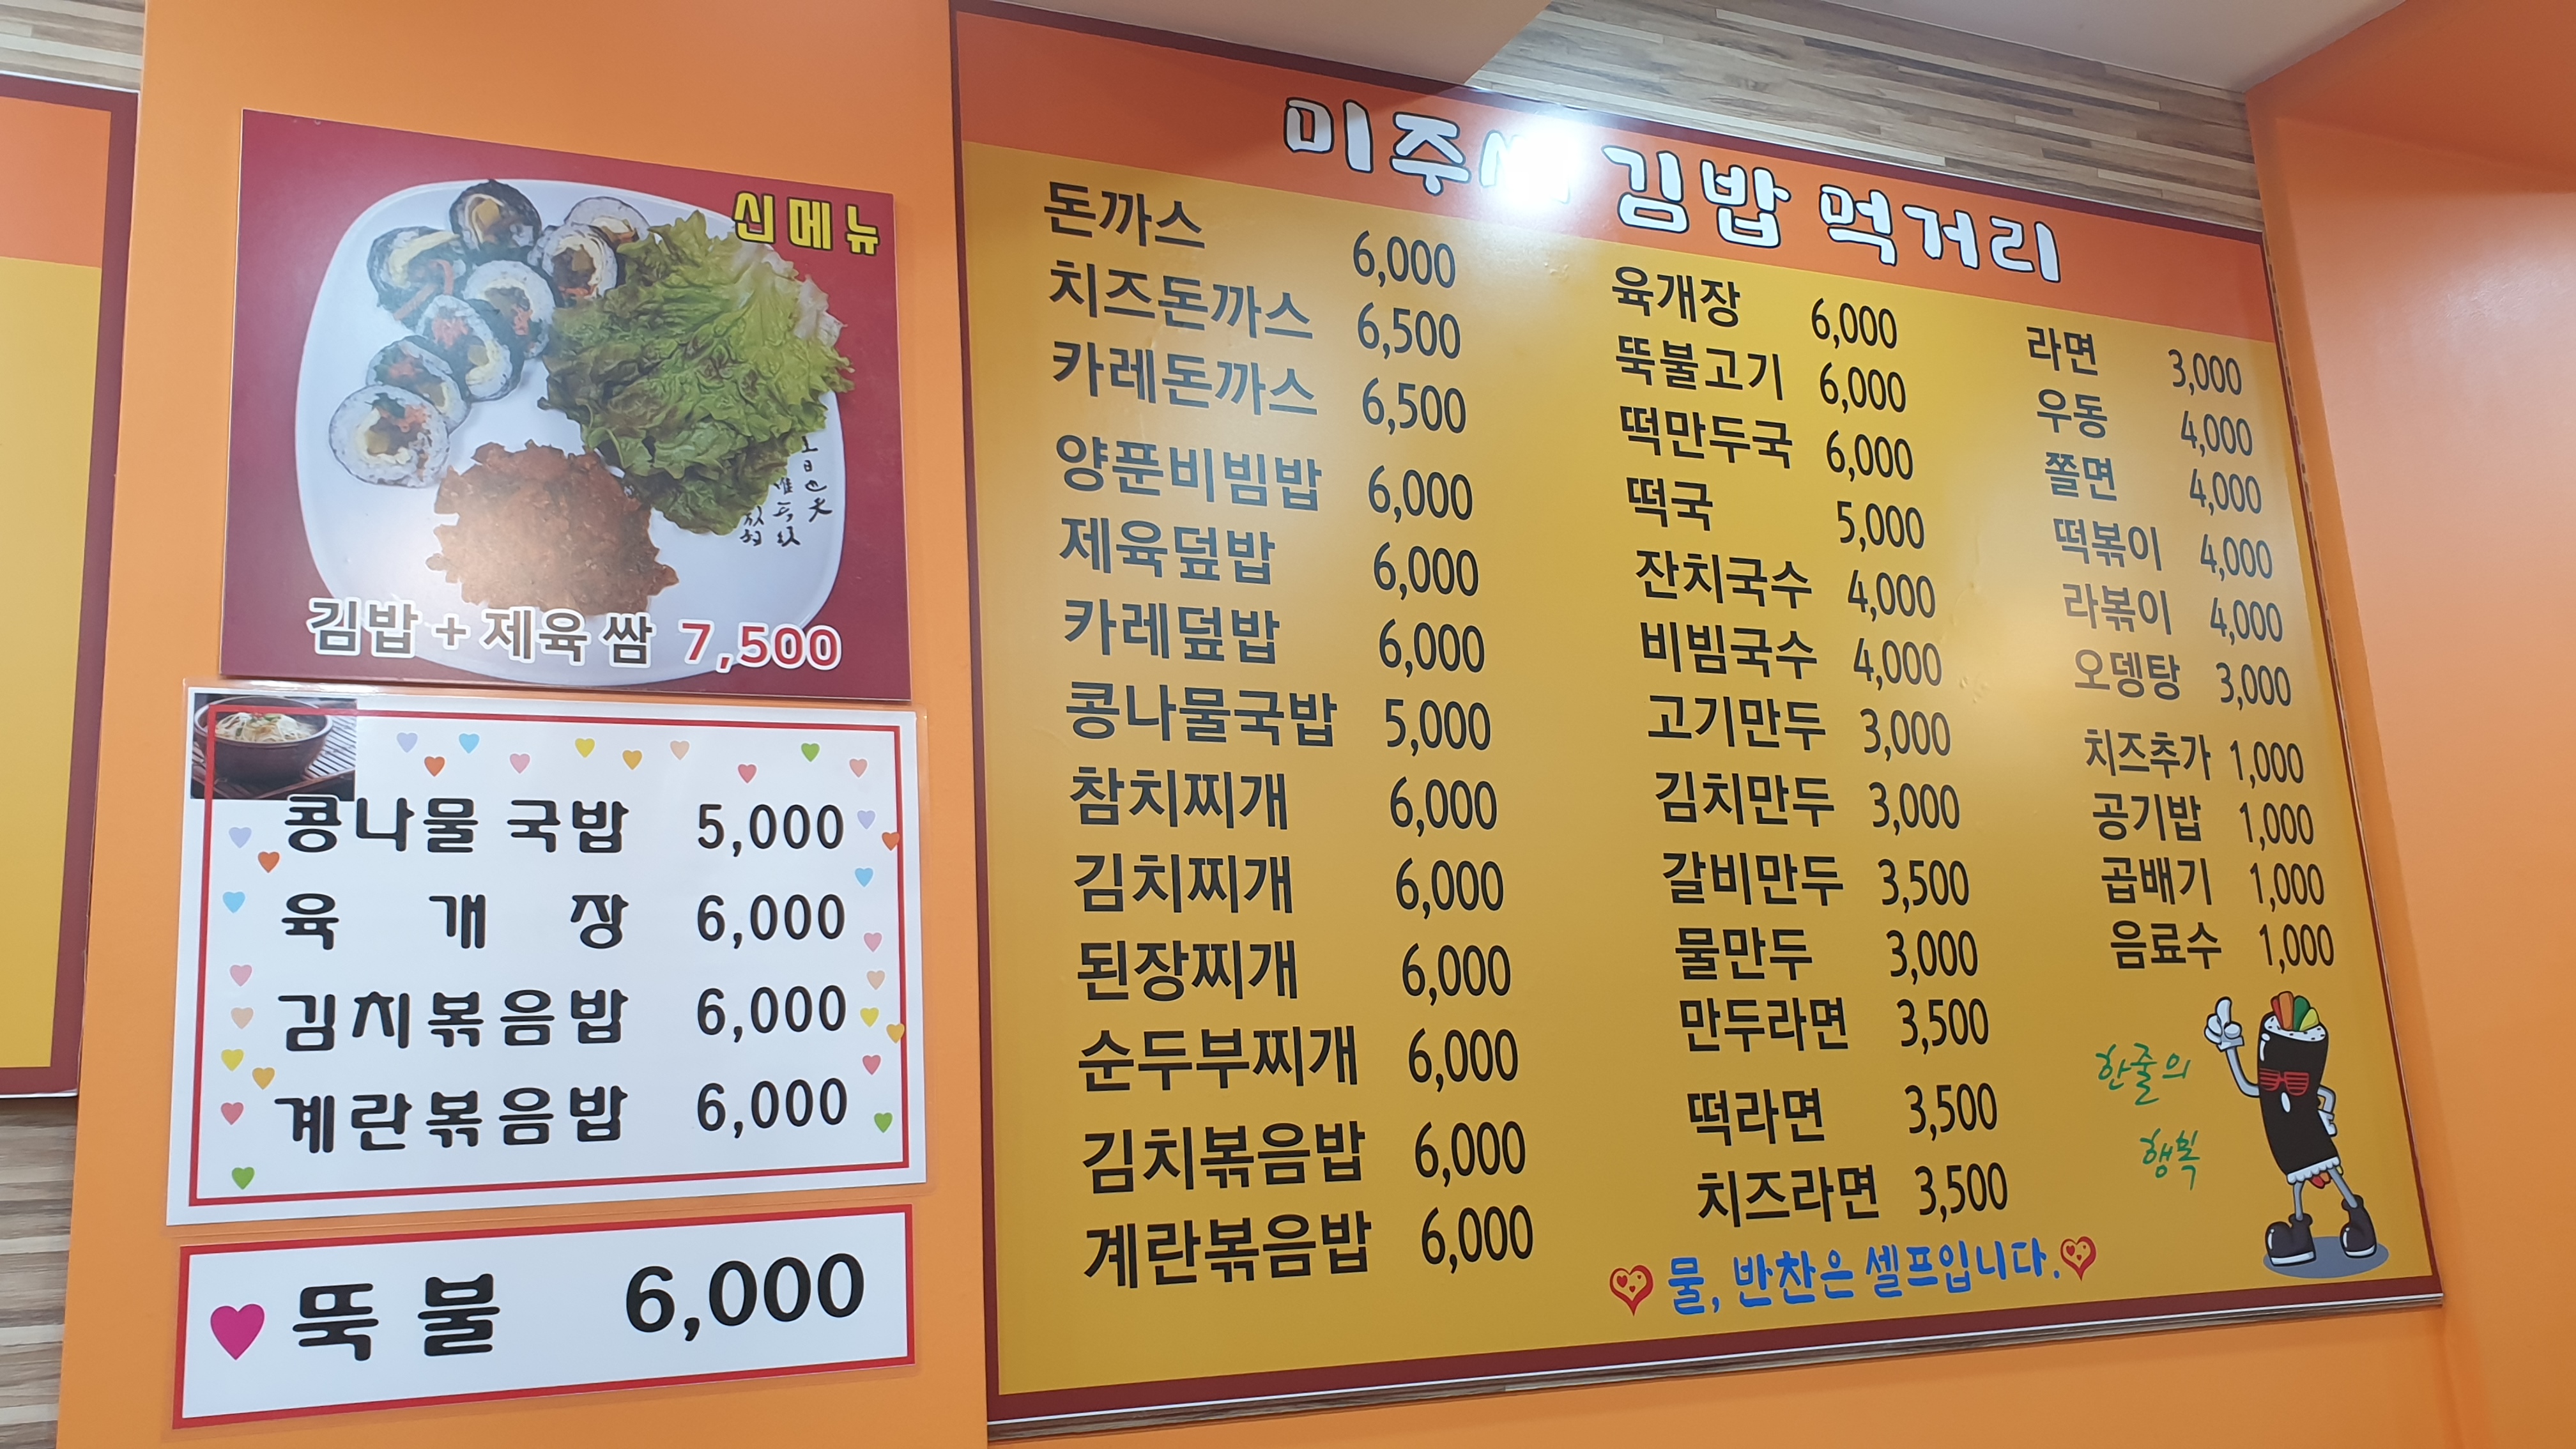 신메뉴
김밥 + 제육 쌈 7,500
콩나물 국밥 5,000
육 개 장 6,000
김치볶음밥 6,000
계란볶음밥 6,000
뚝 불 6,000
김밥 먹거리
돈까스 6,000
치즈돈까스 6,500
카레돈까스 6,500
양푼비빔밥 6,000
제육덮밥 6,000
카레덮밥 6,000
콩나물국밥 5,000
참치찌개 6,000
김치찌개 6,000
된장찌개 6,000
순두부찌개 6,000
김치볶음밥 6,000
계란볶음밥 6,000
육개장 6,000
뚝불고기 6,000
떡만두국 6,000
떡국 5,000
잔치국수 4,000
비빔국수 4,000
고기만두 3,000
김치만두 3,000
갈비만두 3,500
물만두 3,000
만두라면 3,500
떡라면 3,500
치즈라면 3,500
라면 3,000
우동 4,000
쫄면 4,000
떡볶이 4,000
라볶이 4,000
오뎅탕 3,000
치즈추가 1,000
공기밥 1,000
곱배기 1,000
음료수 1,000
한줄의
행복
물, 반찬은 셀프입니다.